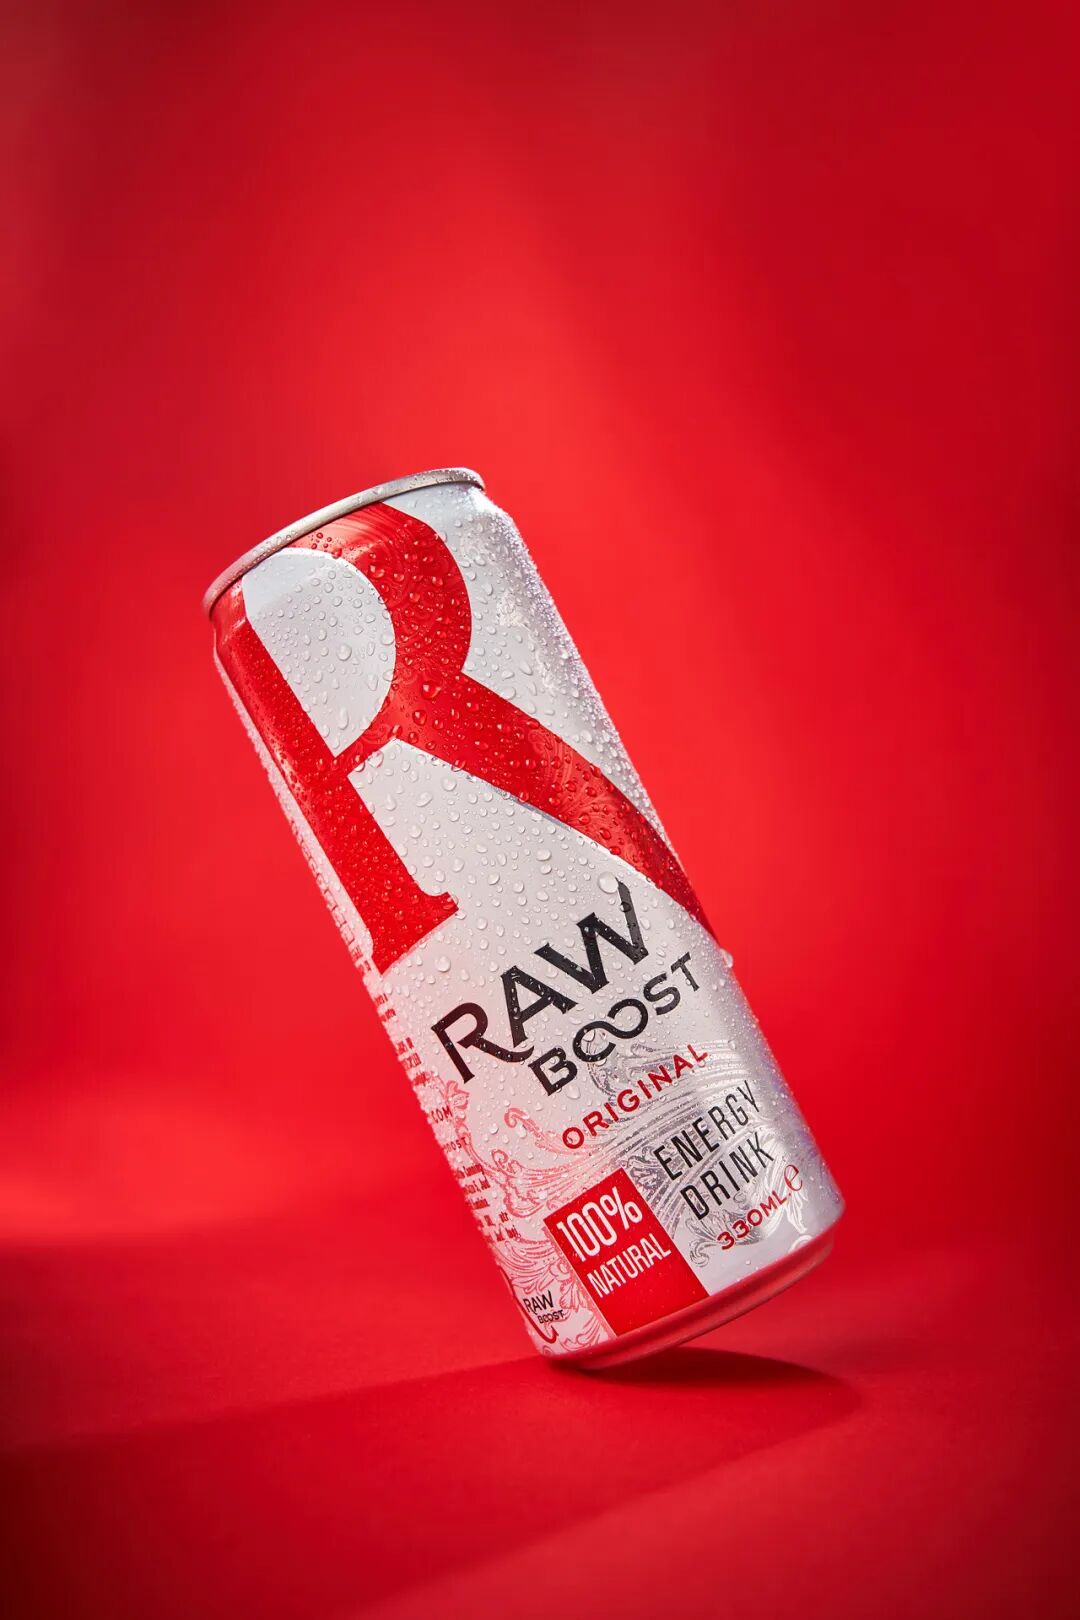 R
RAW
BOOST
ORIGINAL
ENERGY
DRINK
330ML e
100%
NATURAL
RAW
BOOST